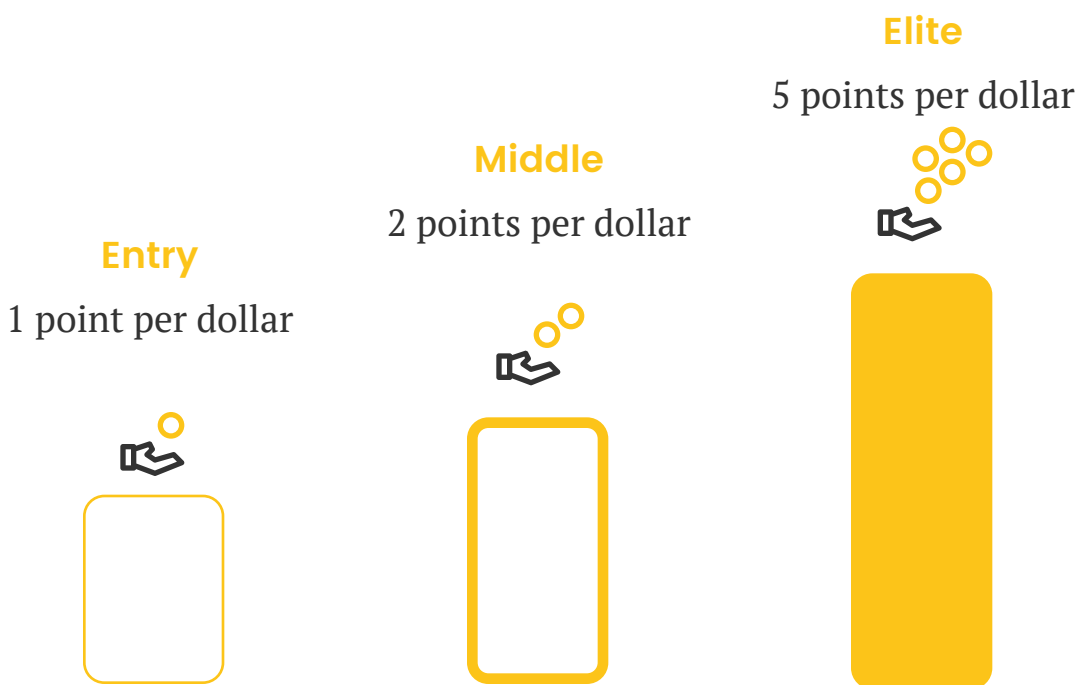 Entry
1 point per dollar
Middle
2 points per dollar
Elite
5 points per dollar